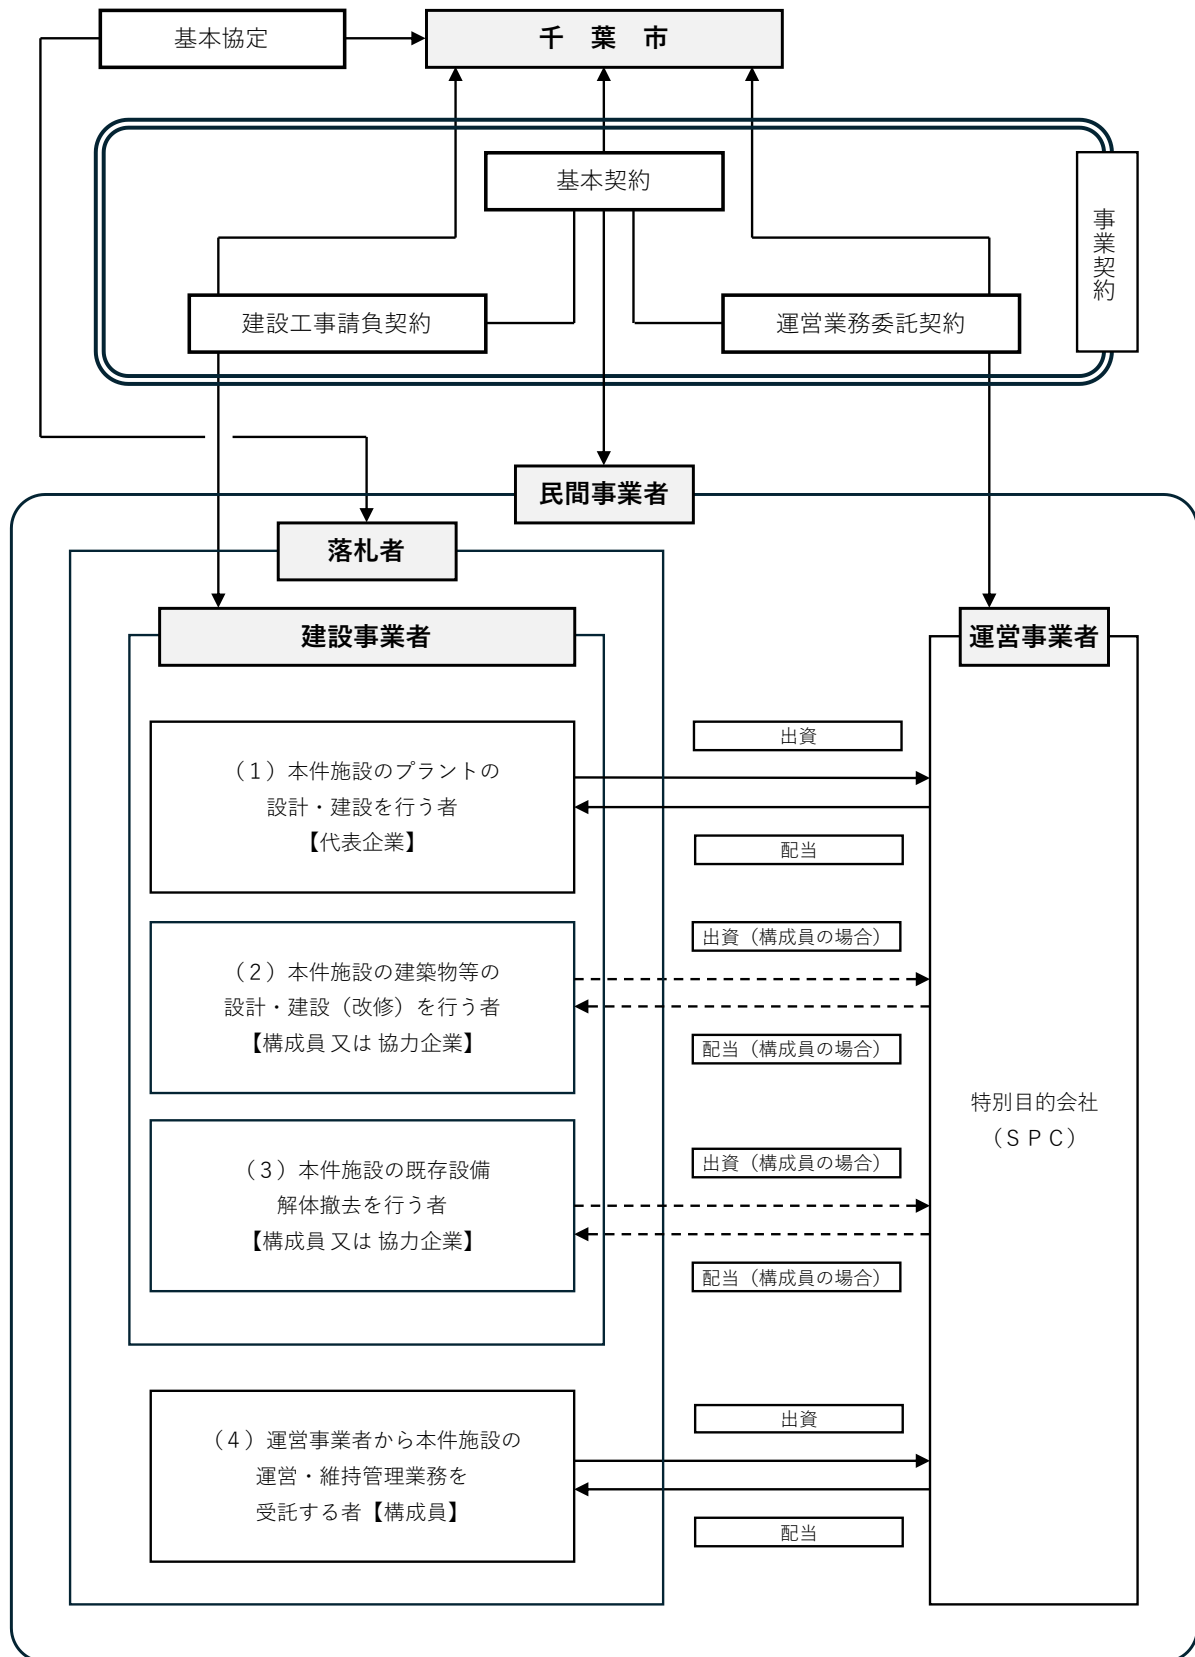 基本協定
千 葉 市
基本契約
事業契約
建設工事請負契約
運営業務委託契約
民間事業者
落札者
建設事業者
運営事業者
（1）本件施設のプラントの
設計・建設を行う者
【代表企業】
出資
配当
（2）本件施設の建築物等の
設計・建設（改修）を行う者
【構成員 又は 協力企業】
出資（構成員の場合）
配当（構成員の場合）
特別目的会社
（ＳＰＣ）
（3）本件施設の既存設備
解体撤去を行う者
【構成員 又は 協力企業】
出資（構成員の場合）
配当（構成員の場合）
（4）運営事業者から本件施設の
運営・維持管理業務を
受託する者【構成員】
出資
配当